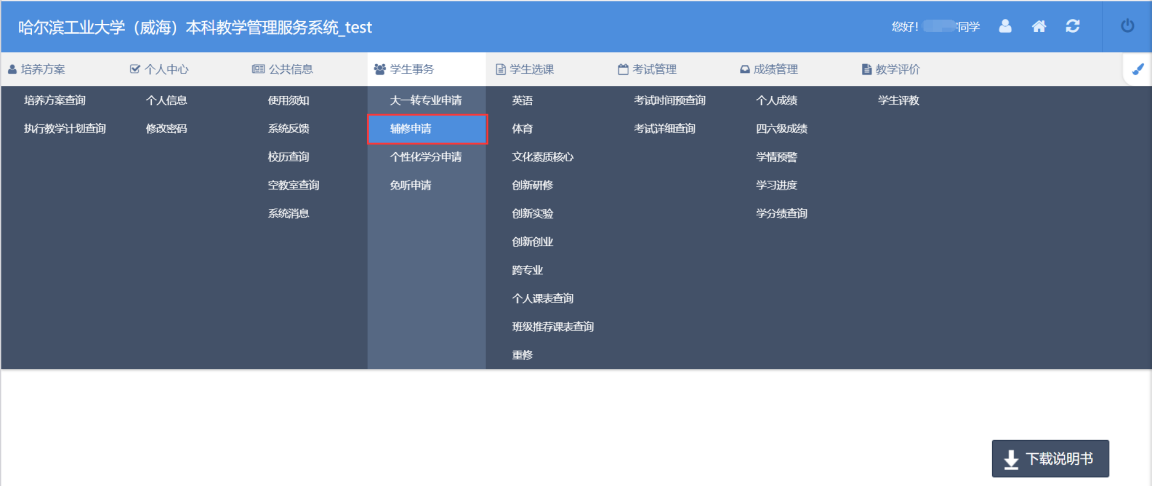 哈尔滨工业大学（威海）本科教学管理服务系统_test
您好！ 同学
培养方案 个人中心 公共信息 学生事务 学生选课 考试管理 成绩管理 教学评价
培养方案查询 个人信息 使用须知 大一转专业申请 英语 考试时间预查询 个人成绩 学生评教
执行教学计划查询 修改密码 系统反馈 辅修申请 体育 考试详细查询 四六级成绩
校历查询 个性化学分申请 文化素质核心 学情预警
空教室查询 免听申请 创新研修 学习进度
系统消息 创新实验 学分绩查询
创新创业
跨专业
个人课表查询
班级推荐课表查询
重修
下载说明书